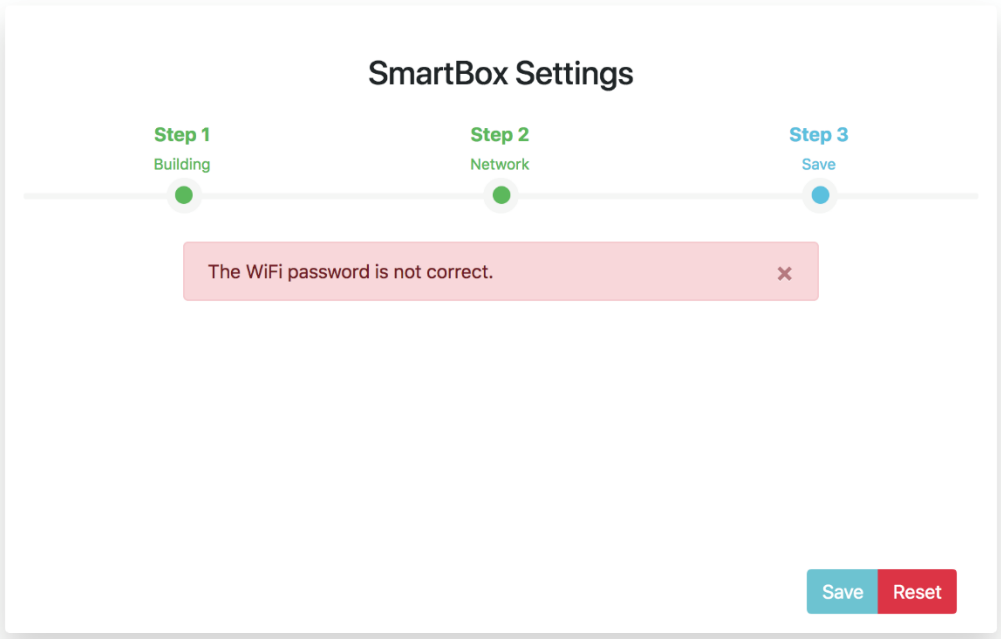 SmartBox Settings
Step 1 Step 2 Step 3
Building Network Save
The WiFi password is not correct. ×
Save Reset